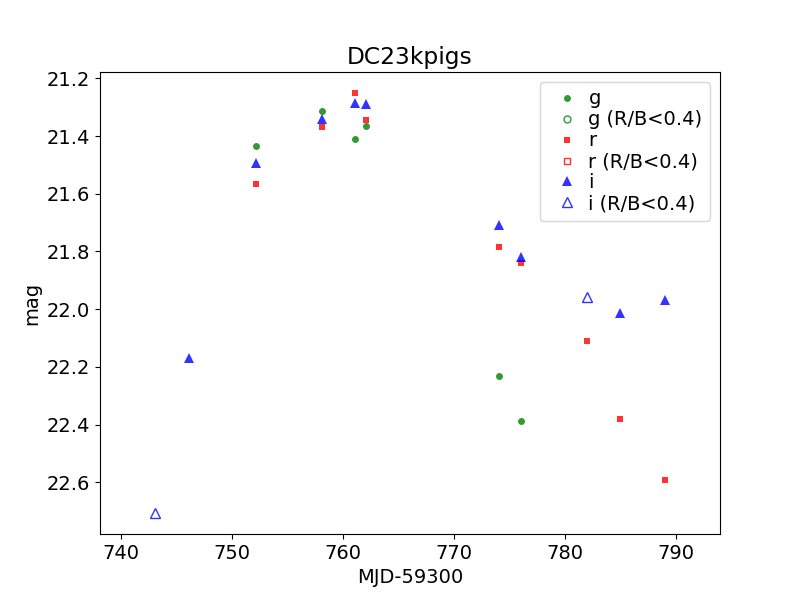 DC23kpigs
21.2
21.4
21.6
21.8
22.0
22.2
22.4
22.6
mag
g
g (R/B<0.4)
r
r (R/B<0.4)
i
i (R/B<0.4)
740 750 760 770 780 790
MJD-59300